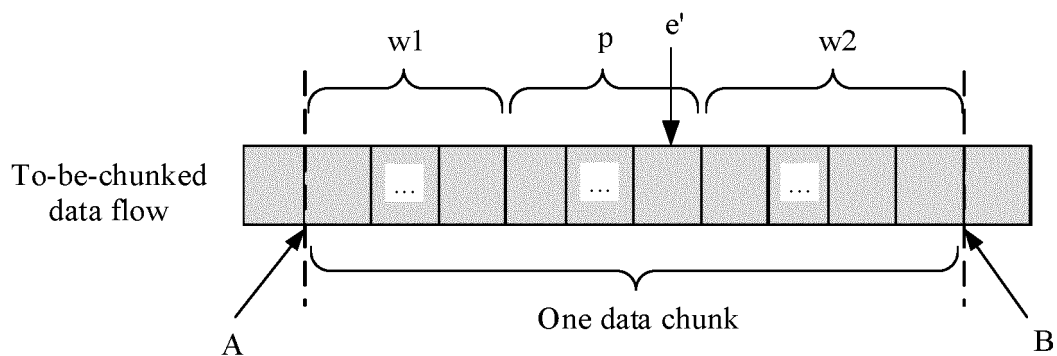 e'
w1
p
w2
To-be-chunked
data flow
...
...
...
One data chunk
A
B